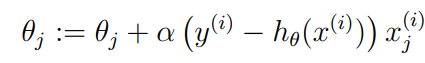 θ_j := θ_j + α (y^{(i)} − h_θ(x^{(i)})) x_j^{(i)}